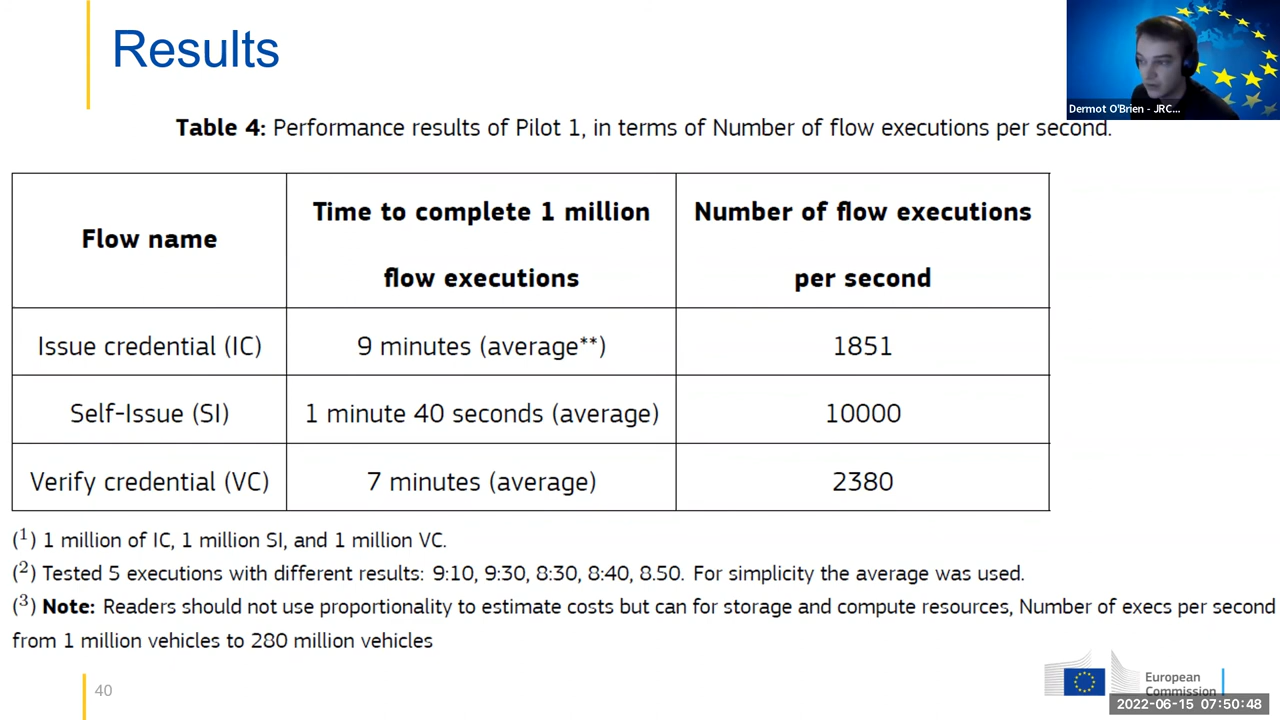 Results
Dermot O'Brien - JRC...
Table 4: Performance results of Pilot 1, in terms of Number of flow executions per second.
Flow name
Time to complete 1 million
flow executions
Number of flow executions
per second
Issue credential (IC)
9 minutes (average**)
1851
Self-Issue (SI)
1 minute 40 seconds (average)
10000
Verify credential (VC)
7 minutes (average)
2380
(1) 1 million of IC, 1 million SI, and 1 million VC.
(2) Tested 5 executions with different results: 9:10, 9:30, 8:30, 8:40, 8.50. For simplicity the average was used.
(3) Note: Readers should not use proportionality to estimate costs but can for storage and compute resources, Number of execs per second
from 1 million vehicles to 280 million vehicles
40
European
Commission
2022-06-15 07:50:48